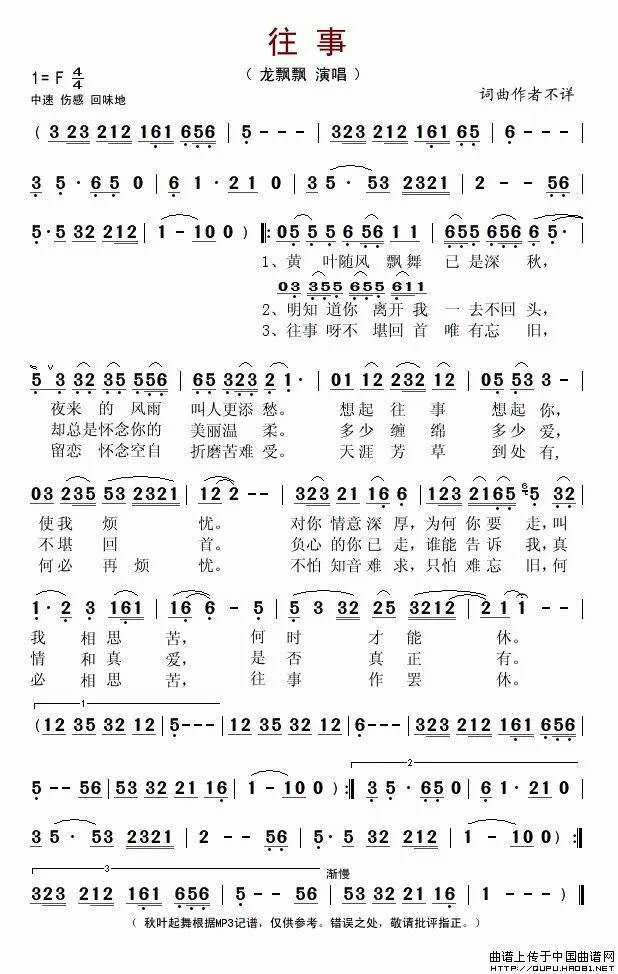 往事
（龙飘飘 演唱）
1=F 4/4
中速 伤感 回味地
词曲作者不详
（3 23 212 161 656 | 5 - - - | 323 212 161 65 | 6 - - -
3 5· 65 0 | 6 1· 21 0 | 35· 53 2321 | 2 - - 56
5·5 32 212 | 1 - 10 0 ）‖: 05 5 5 6 56 1 1 | 655 656 6 5·
1、黄 叶随风 飘舞 已是深 秋，
03 355 655 611
2、明知 道你 离开我 一去不回头，
3、往事 呀不 堪回首 唯有忘 旧，
5 3 32 35 556 | 65 323 2 1· | 01 12 232 12 | 05 53 3 -
夜来 的 风雨 叫人更添 愁。 想起 往 事 想起你，
却总是怀念你的 美丽温 柔。 多少 缠 绵 多少爱，
留恋 怀念空自 折磨苦难受。 天涯 芳 草 到处有，
03 235 53 2321 | 12 2 - - | 323 21 16 6 | 123 2165 6 5 32
使我 烦 忧。 对你 情意深 厚，为何 你要 走，叫
不堪 回 首。 负心 的你已 走，谁能 告诉 我，真
何必 再 烦 忧。 不怕 知音难 求，只怕 难忘 旧，何
1·2 3 161 | 16 6 - 5 | 5 3 32 25 3212 | 2 1 1 - -
我 相思 苦， 何 时 才 能 休。
情 和真 爱， 是 否 真 正 有。
必 相思 苦， 往 事 作 罢 休。
1
（12 35 32 12 | 5 - - - | 12 35 32 12 | 6 - - - | 323 212 161 656
2
5 - - 56 | 53 32 21 16 | 1 - 10 0 ）:‖ 3 5· 65 0 | 6 1· 21 0
3 5· 53 2321 | 2 - - 56 | 5·5 32 212 | 1 - 10 0 ）:‖
3 渐慢
323 212 161 656 | 5 - - 56 | 53 32 21 16 | 1 - - 0 ‖
（ 秋叶起舞根据MP3记谱，仅供参考。错误之处，敬请批评指正。）
曲谱上传于中国曲谱网
HTTP://QUPU.HAO81.NET